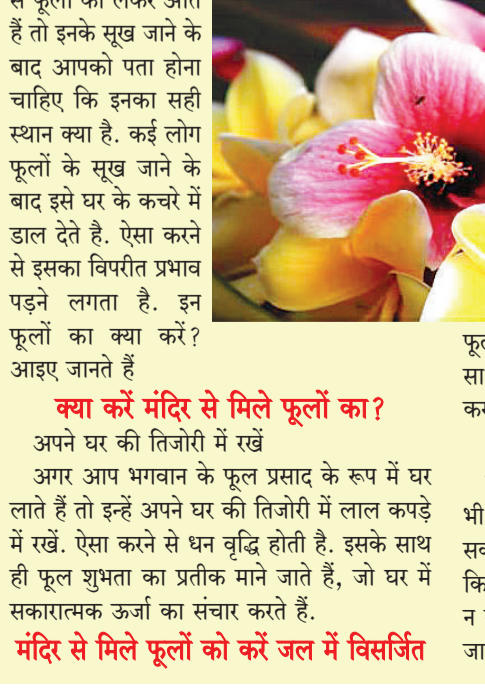 से फूलों को लेकर आते
हैं तो इनके सूख जाने के
बाद आपको पता होना
चाहिए कि इनका सही
स्थान क्या है. कई लोग
फूलों के सूख जाने के
बाद इसे घर के कचरे में
डाल देते है. ऐसा करने
से इसका विपरीत प्रभाव
पड़ने लगता है. इन
फूलों का क्या करें?
आइए जानते हैं
क्या करें मंदिर से मिले फूलों का?
अपने घर की तिजोरी में रखें
अगर आप भगवान के फूल प्रसाद के रूप में घर
लाते हैं तो इन्हें अपने घर की तिजोरी में लाल कपड़े
में रखें. ऐसा करने से धन वृद्धि होती है. इसके साथ
ही फूल शुभता का प्रतीक माने जाते हैं, जो घर में
सकारात्मक ऊर्जा का संचार करते हैं.
मंदिर से मिले फूलों को करें जल में विसर्जित
सा
भी
कि
न
जा